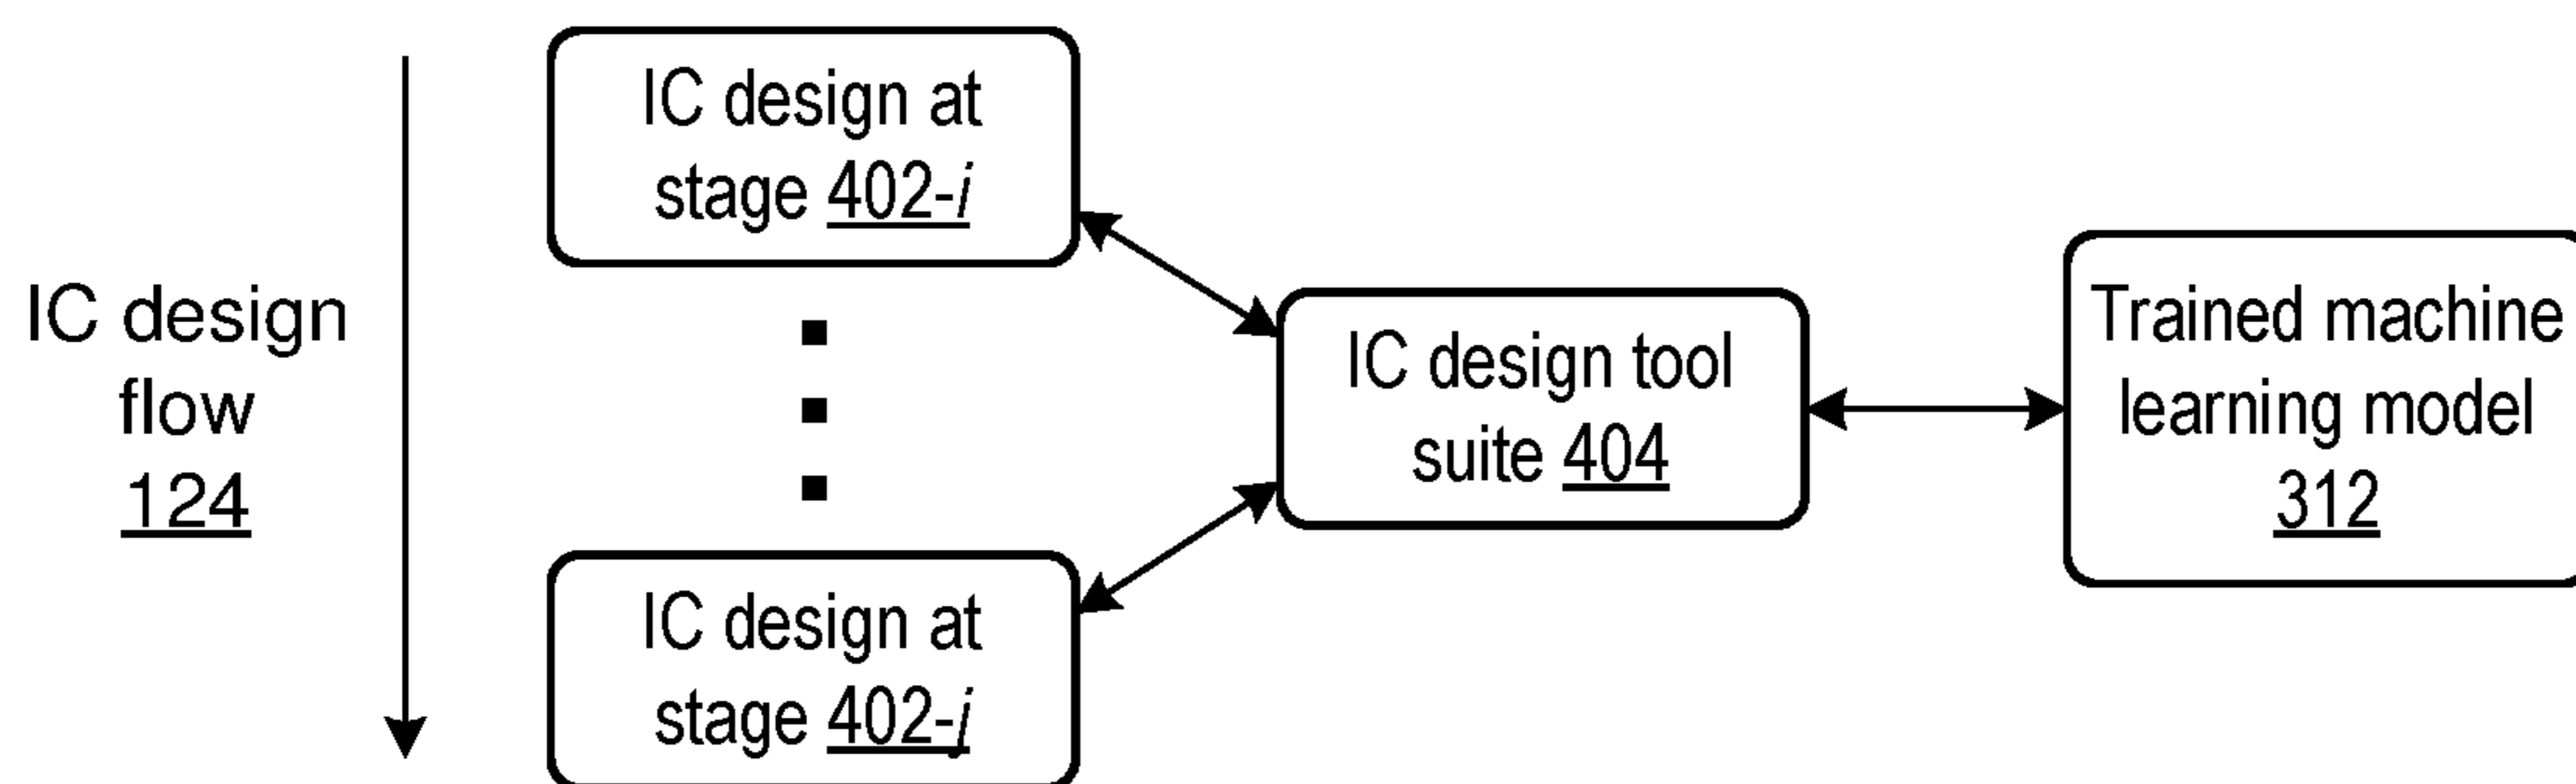 IC design
flow
124
IC design at
stage 402-i
IC design at
stage 402-j
IC design tool
suite 404
Trained machine
learning model
312